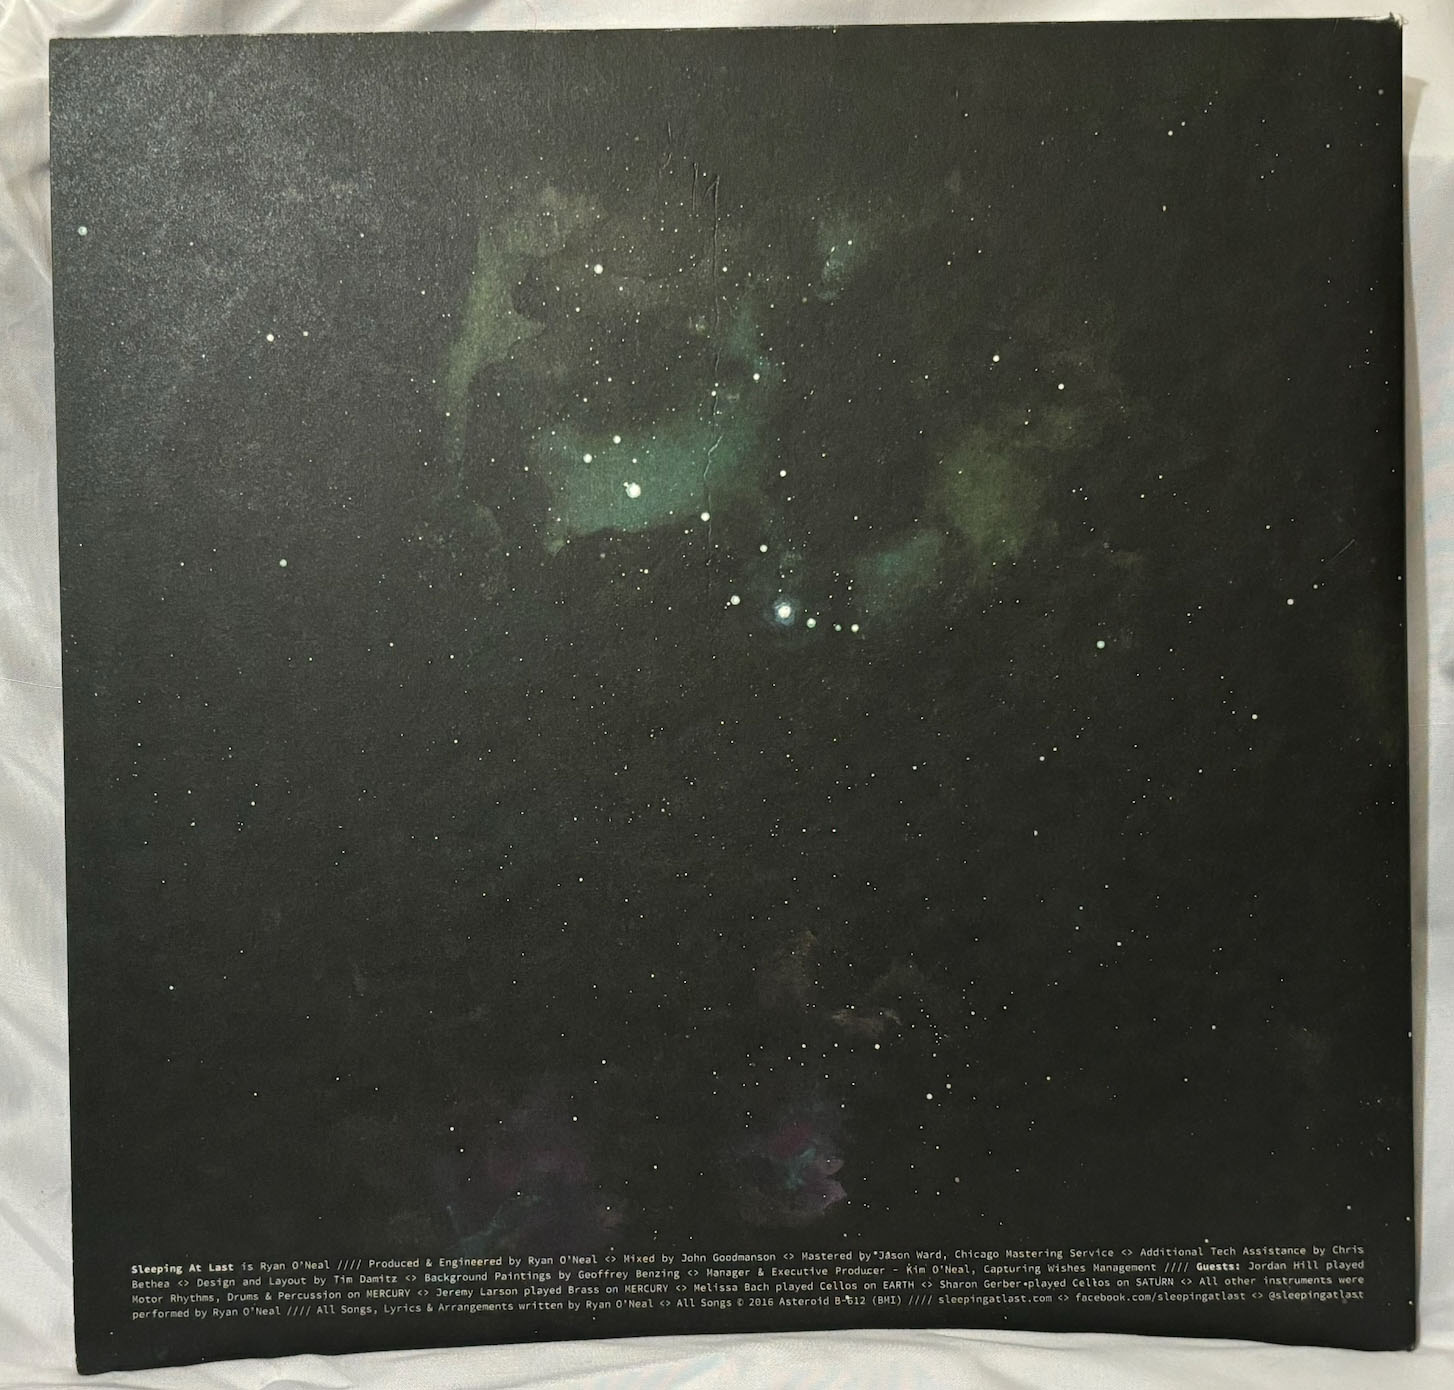 Sleeping At Last is Ryan O'Neal //// Produced & Engineered by Ryan O'Neal <> Mixed by John Goodmanson <> Mastered by Jason Ward, Chicago Mastering Service <> Additional Tech Assistance by Chris
Bethea <> Design and Layout by Tim Damitz <> Background Paintings by Geoffrey Benzing <> Manager & Executive Producer - Kim O'Neal, Capturing Wishes Management //// Guests: Jordan Hill played
Motor Rhythms, Drums & Percussion on MERCURY <> Jeremy Larson played Brass on MERCURY <> Melissa Bach played Cellos on EARTH <> Sharon Gerber played Cellos on SATURN <> All other instruments were
performed by Ryan O'Neal //// All Songs, Lyrics & Arrangements written by Ryan O'Neal <> All Songs © 2016 Asteroid B-612 (BMI) //// sleepingatlast.com <> facebook.com/sleepingatlast <> @sleepingatlast